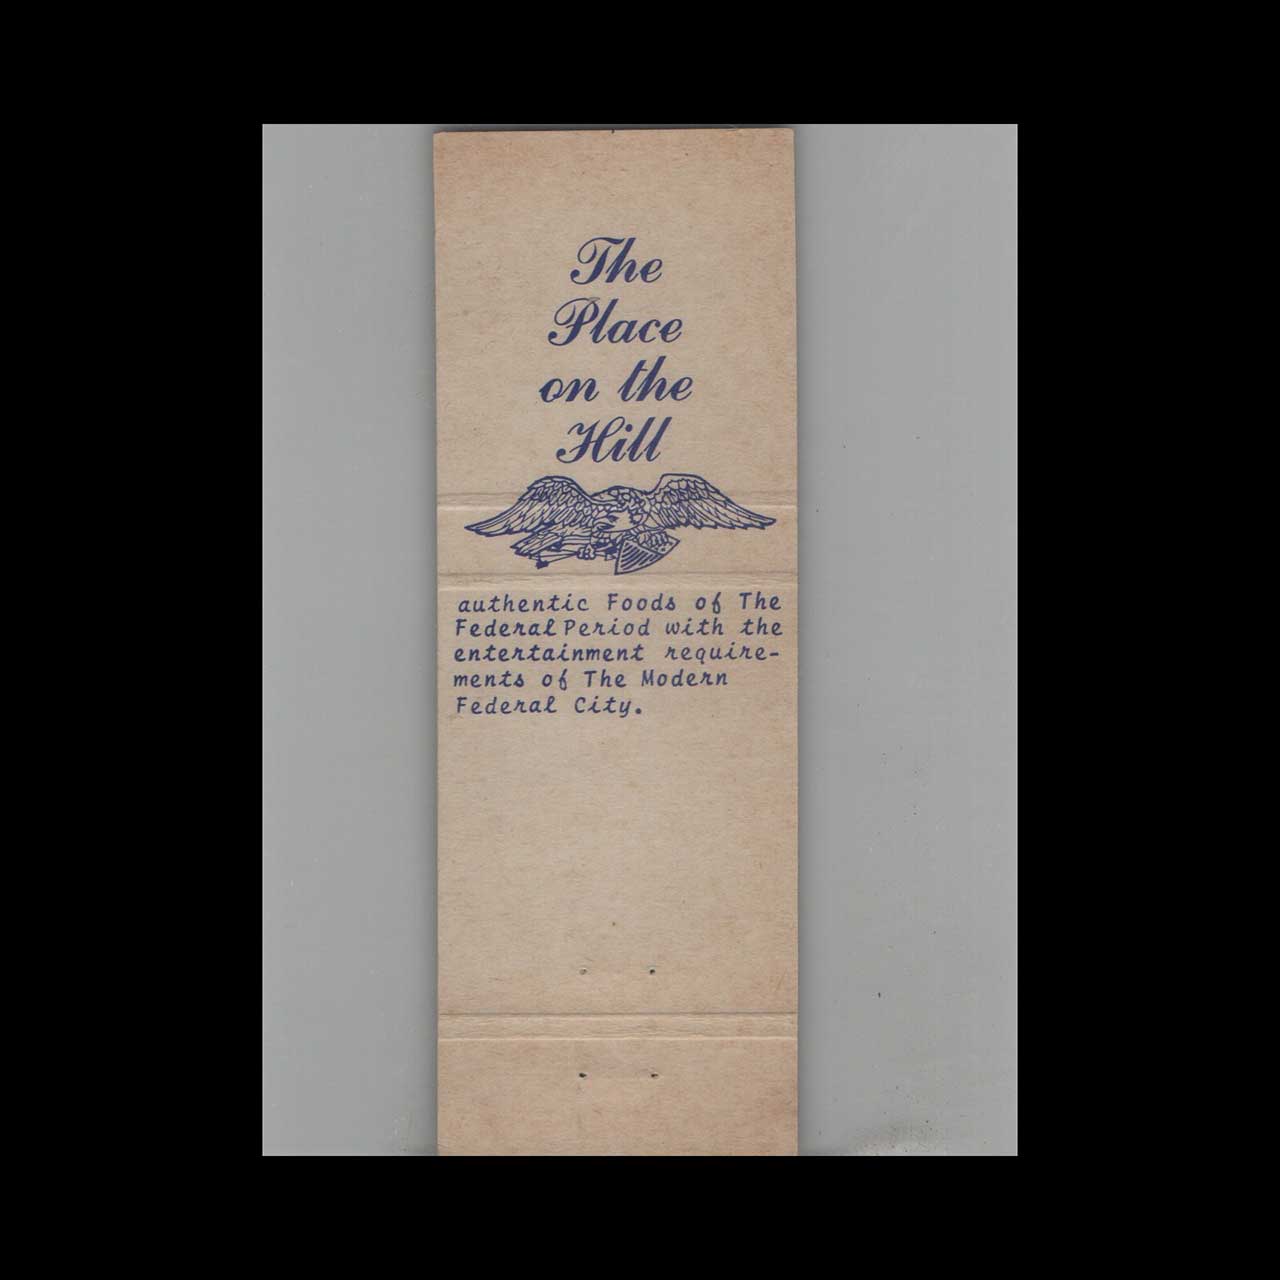 The
Place
on the
Hill
authentic Foods of The
Federal Period with the
entertainment require-
ments of The Modern
Federal City.